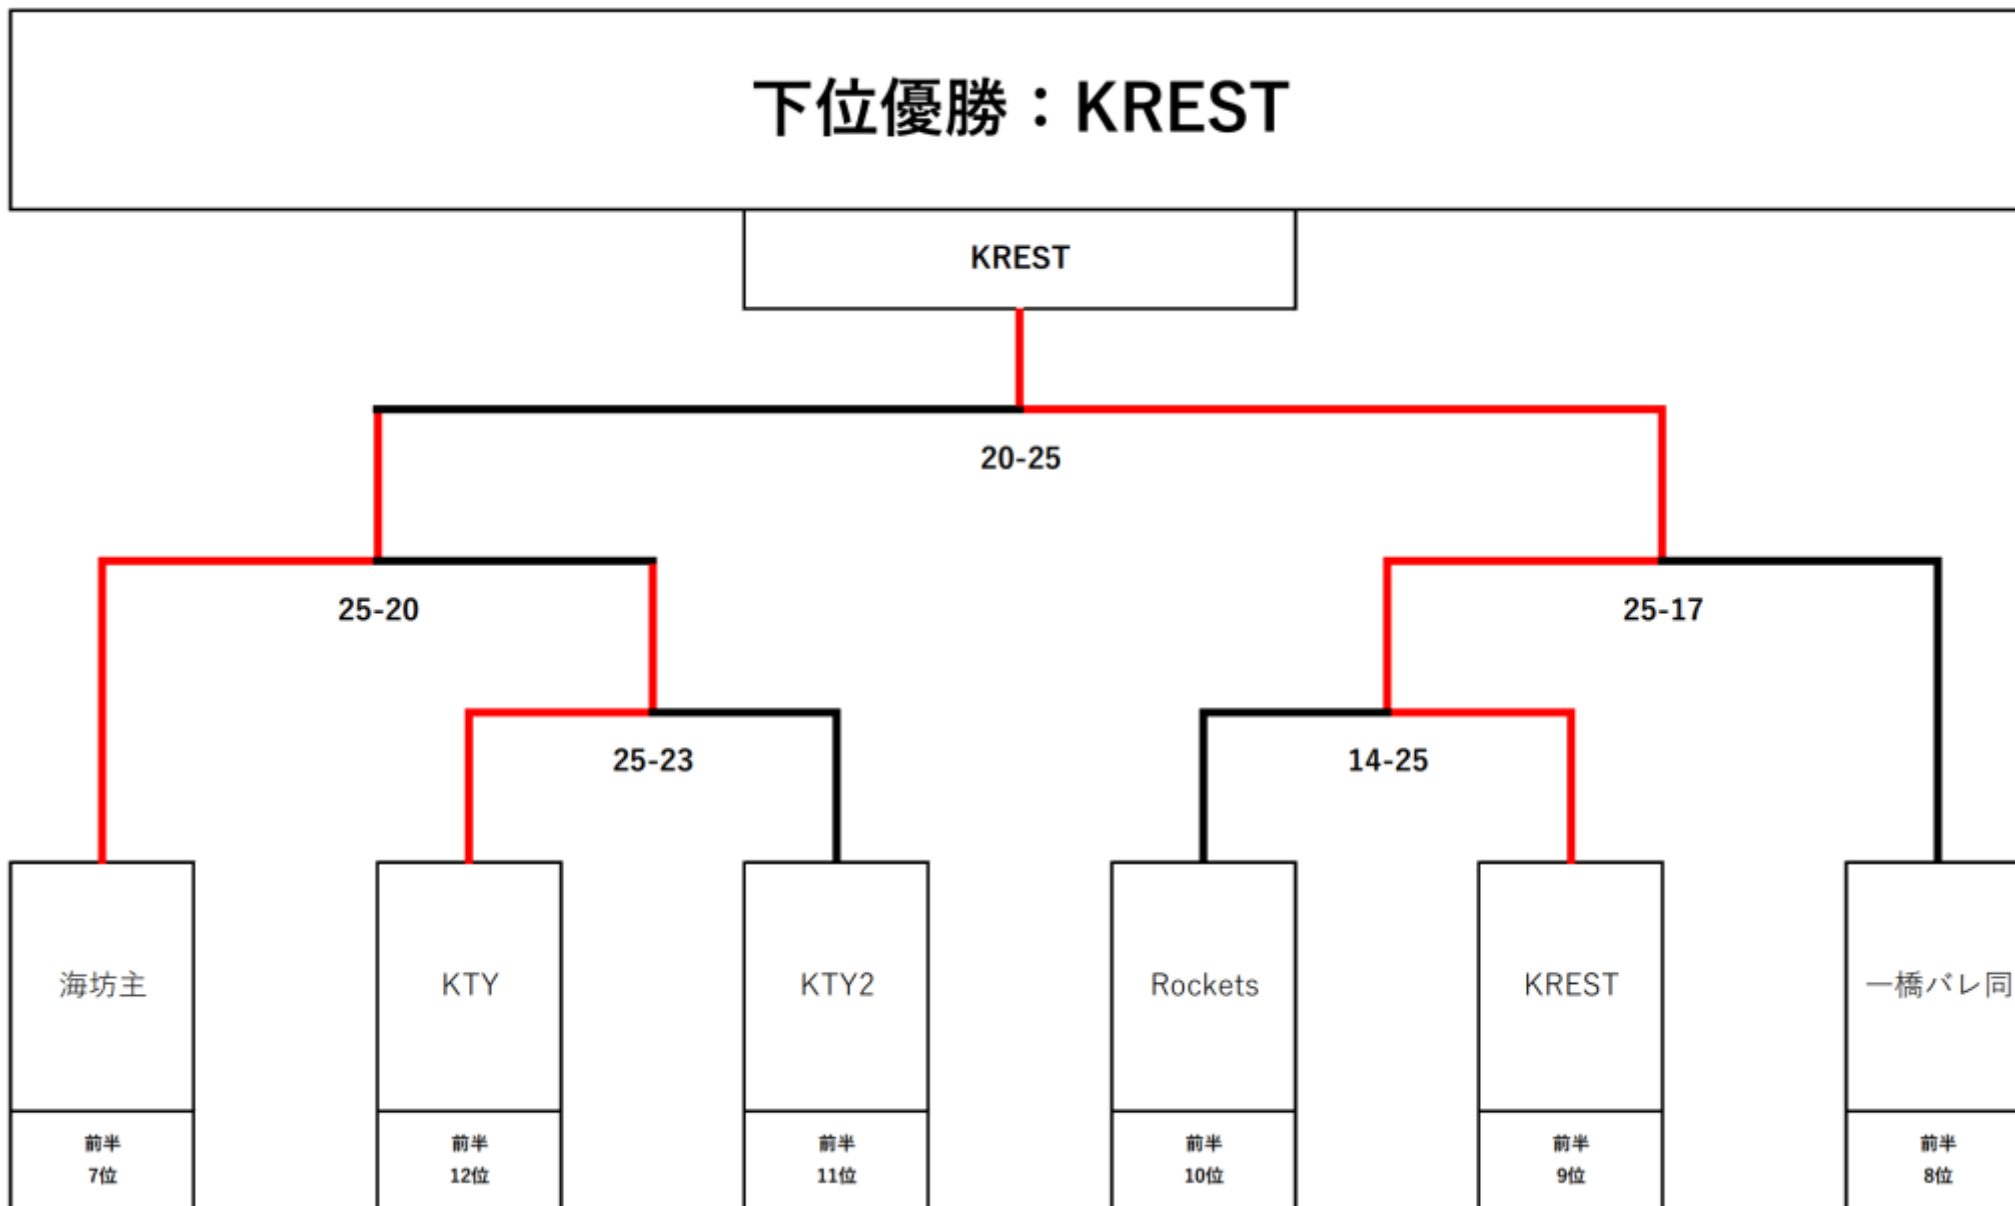 下位優勝：KREST
KREST
20-25
25-20
25-17
25-23
14-25
海坊主
KTY
KTY2
Rockets
KREST
一橋バレ同
前半
7位
前半
12位
前半
11位
前半
10位
前半
9位
前半
8位